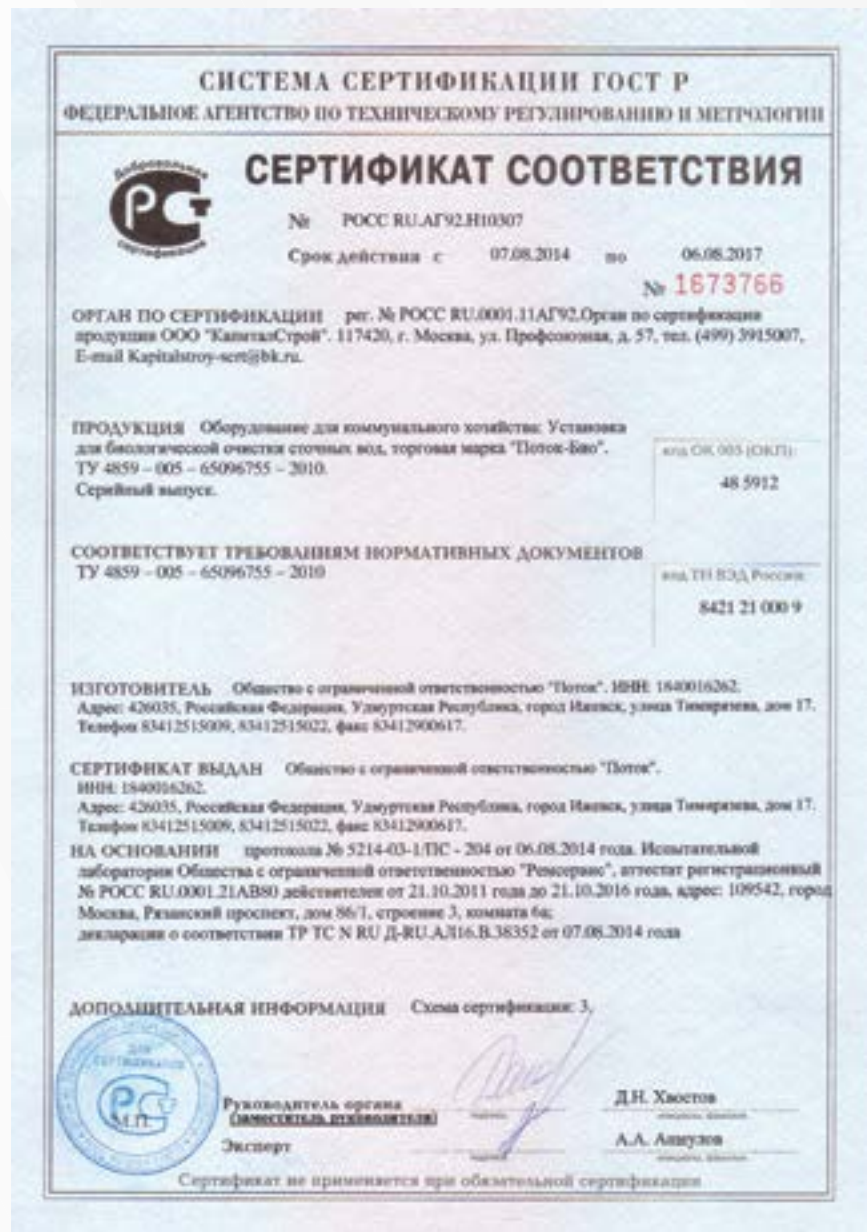 СИСТЕМА СЕРТИФИКАЦИИ ГОСТ Р
ФЕДЕРАЛЬНОЕ АГЕНТСТВО ПО ТЕХНИЧЕСКОМУ РЕГУЛИРОВАНИЮ И МЕТРОЛОГИИ
Добровольная
РСТ
сертификация
СЕРТИФИКАТ СООТВЕТСТВИЯ
№ РОСС RU.АГ92.Н10307
Срок действия с 07.08.2014 по 06.08.2017
№ 1673766
ОРГАН ПО СЕРТИФИКАЦИИ рег. № РОСС RU.0001.11АГ92.Орган по сертификации
продукции ООО "КапиталСтрой". 117420, г. Москва, ул. Профсоюзная, д. 57, тел. (499) 3915007,
E-mail Kapitalstroy-sert@bk.ru.
ПРОДУКЦИЯ Оборудование для коммунального хозяйства: Установка
для биологической очистки сточных вод, торговая марка "Поток-Био".
ТУ 4859 – 005 – 65096755 – 2010.
Серийный выпуск.
код ОК 005 (ОКП):
48 5912
СООТВЕТСТВУЕТ ТРЕБОВАНИЯМ НОРМАТИВНЫХ ДОКУМЕНТОВ
ТУ 4859 – 005 – 65096755 – 2010
код ТН ВЭД России:
8421 21 000 9
ИЗГОТОВИТЕЛЬ Общество с ограниченной ответственностью "Поток". ИНН: 1840016262.
Адрес: 426035, Российская Федерация, Удмуртская Республика, город Ижевск, улица Тимирязева, дом 17.
Телефон 83412515009, 83412515022, факс 83412900617.
СЕРТИФИКАТ ВЫДАН Общество с ограниченной ответственностью "Поток".
ИНН: 1840016262.
Адрес: 426035, Российская Федерация, Удмуртская Республика, город Ижевск, улица Тимирязева, дом 17.
Телефон 83412515009, 83412515022, факс 83412900617.
НА ОСНОВАНИИ протокола № 5214-03-1/ПС - 204 от 06.08.2014 года. Испытательной
лаборатории Общества с ограниченной ответственностью "Ремсервис", аттестат регистрационный
№ РОСС RU.0001.21АВ80 действителен от 21.10.2011 года до 21.10.2016 года, адрес: 109542, город
Москва, Рязанский проспект, дом 86/1, строение 3, комната 6а;
декларации о соответствии ТР ТС N RU Д-RU.АЛ16.В.38352 от 07.08.2014 года
ДОПОЛНИТЕЛЬНАЯ ИНФОРМАЦИЯ Схема сертификации: 3.
ДЛЯ
СЕРТИФИКАТОВ
М.П.
Руководитель органа
(заместитель руководителя)
подпись
Д.Н. Хвостов
инициалы, фамилия
Эксперт
подпись
А.А.
инициалы, фамилия
Сертификат не применяется при обязательной сертификации